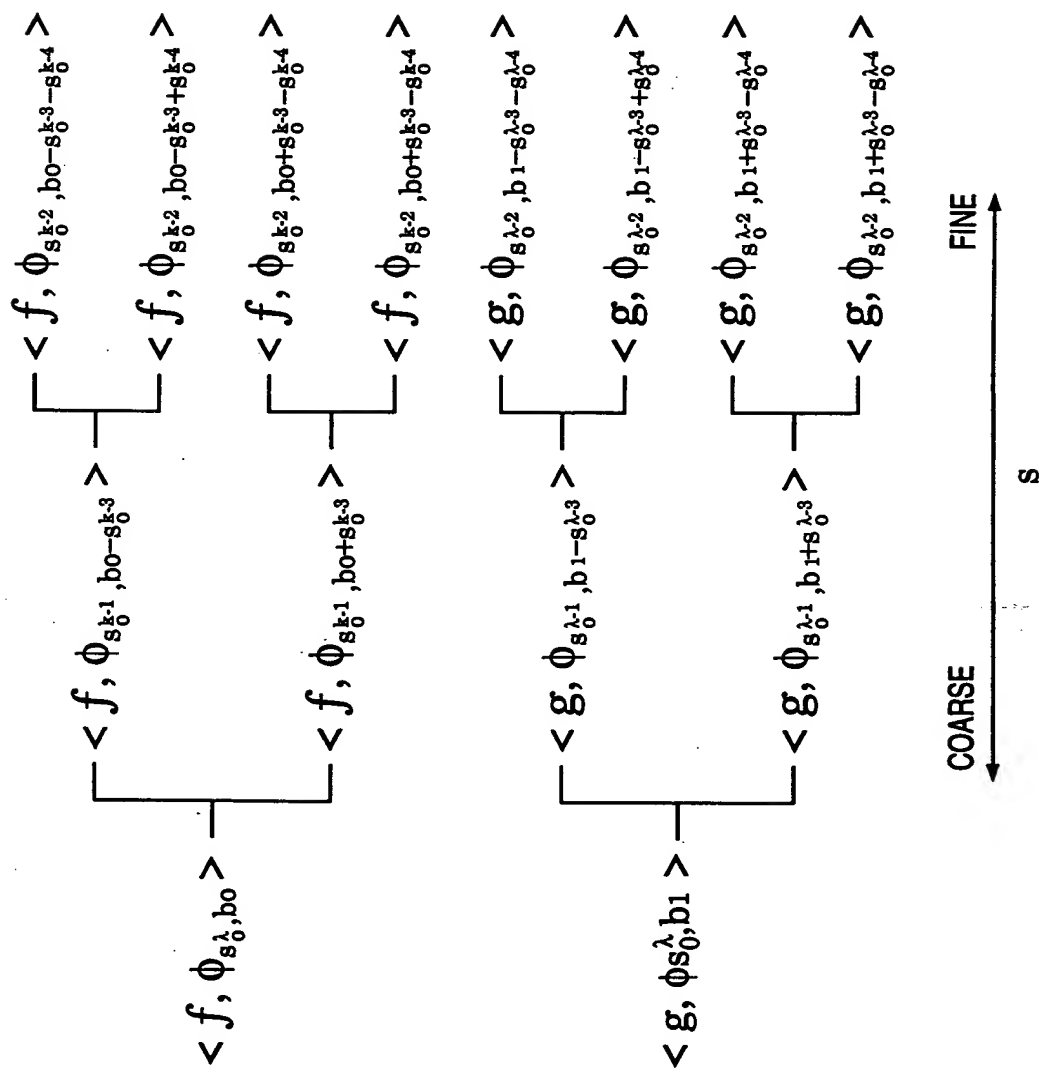 < f, ϕ_{s_0^λ, b0} >
< f, ϕ_{s_0^{k-1}, b0−s_0^{k-3}} >
< f, ϕ_{s_0^{k-1}, b0+s_0^{k-3}} >
< f, ϕ_{s_0^{k-2}, b0−s_0^{k-3}−s_0^{k-4}} >
< f, ϕ_{s_0^{k-2}, b0−s_0^{k-3}+s_0^{k-4}} >
< f, ϕ_{s_0^{k-2}, b0+s_0^{k-3}−s_0^{k-4}} >
< f, ϕ_{s_0^{k-2}, b0+s_0^{k-3}−s_0^{k-4}} >
< g, ϕ_{s_0^λ, b1} >
< g, ϕ_{s_0^{λ-1}, b1−s_0^{λ-3}} >
< g, ϕ_{s_0^{λ-1}, b1+s_0^{λ-3}} >
< g, ϕ_{s_0^{λ-2}, b1−s_0^{λ-3}−s_0^{λ-4}} >
< g, ϕ_{s_0^{λ-2}, b1−s_0^{λ-3}+s_0^{λ-4}} >
< g, ϕ_{s_0^{λ-2}, b1+s_0^{λ-3}−s_0^{λ-4}} >
< g, ϕ_{s_0^{λ-2}, b1+s_0^{λ-3}−s_0^{λ-4}} >
COARSE FINE
s